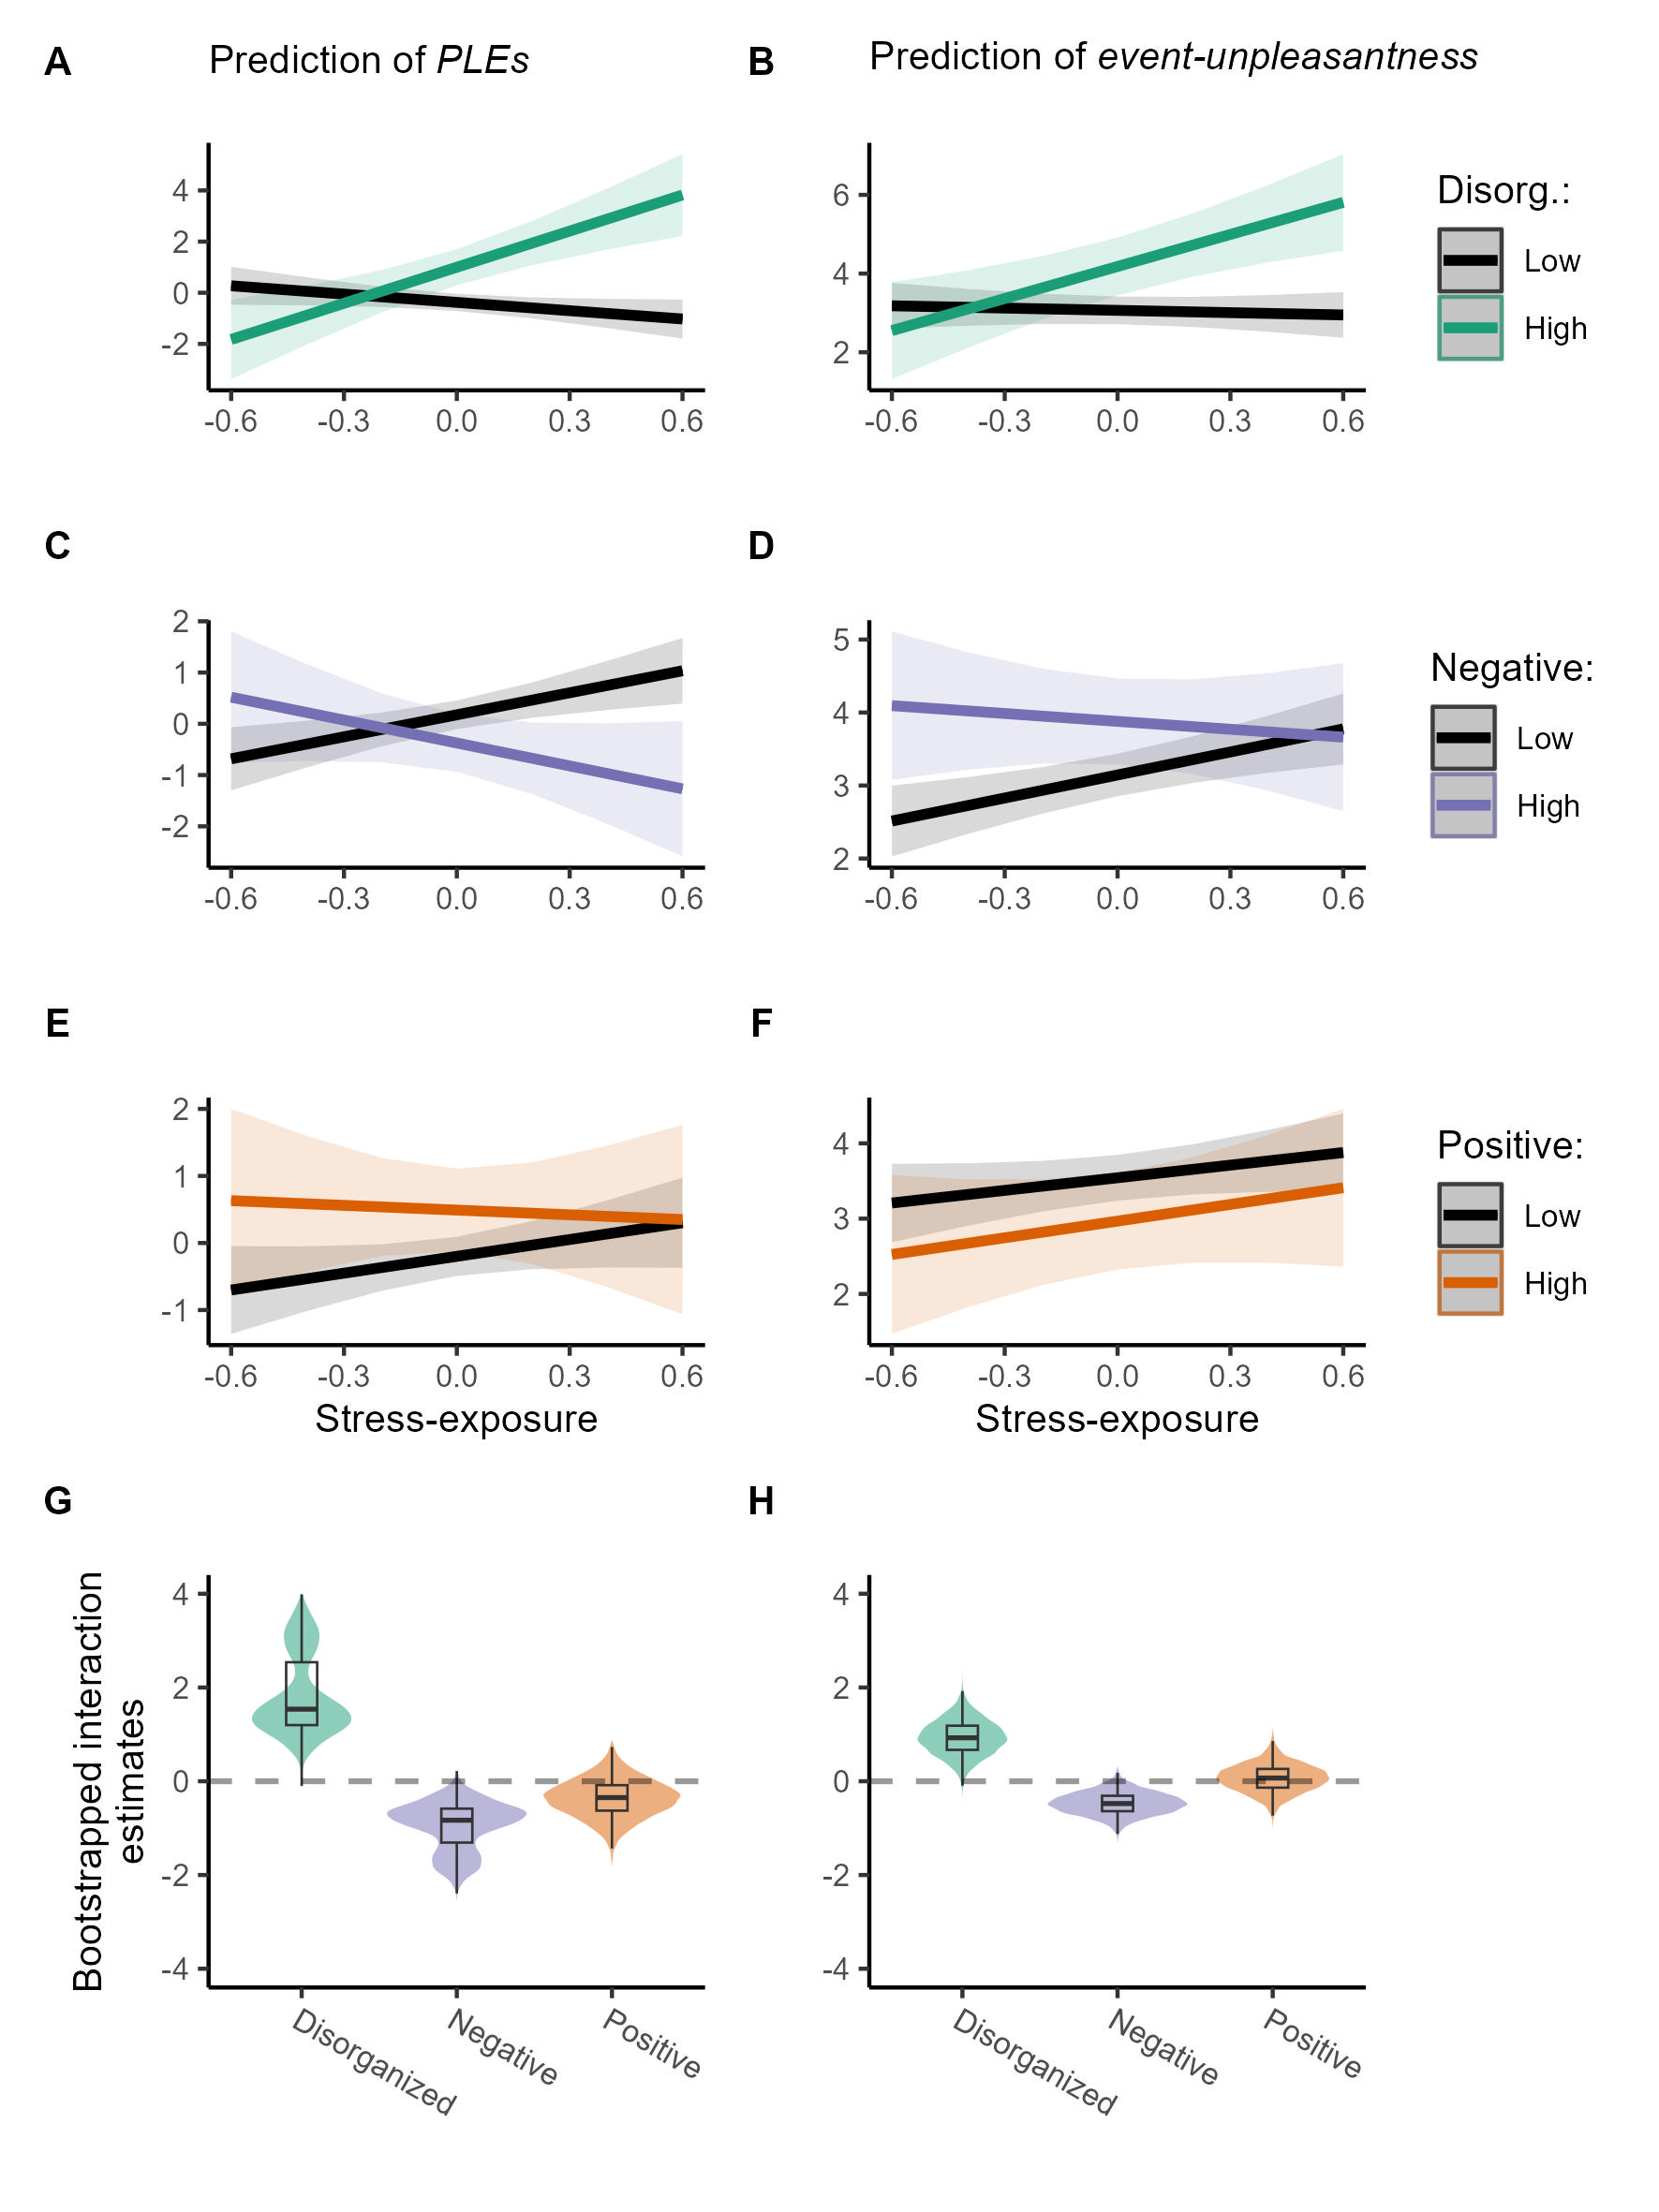 A Prediction of PLEs
B Prediction of event-unpleasantness
4
2
0
-2
-0.6 -0.3 0.0 0.3 0.6
6
4
2
-0.6 -0.3 0.0 0.3 0.6
Disorg.:
Low
High
C
2
1
0
-1
-2
-0.6 -0.3 0.0 0.3 0.6
D
5
4
3
2
-0.6 -0.3 0.0 0.3 0.6
Negative:
Low
High
E
2
1
0
-1
-0.6 -0.3 0.0 0.3 0.6
Stress-exposure
F
4
3
2
-0.6 -0.3 0.0 0.3 0.6
Stress-exposure
Positive:
Low
High
G
Bootstrapped interaction
estimates
4
2
0
-2
-4
Disorganized
Negative
Positive
H
4
2
0
-2
-4
Disorganized
Negative
Positive